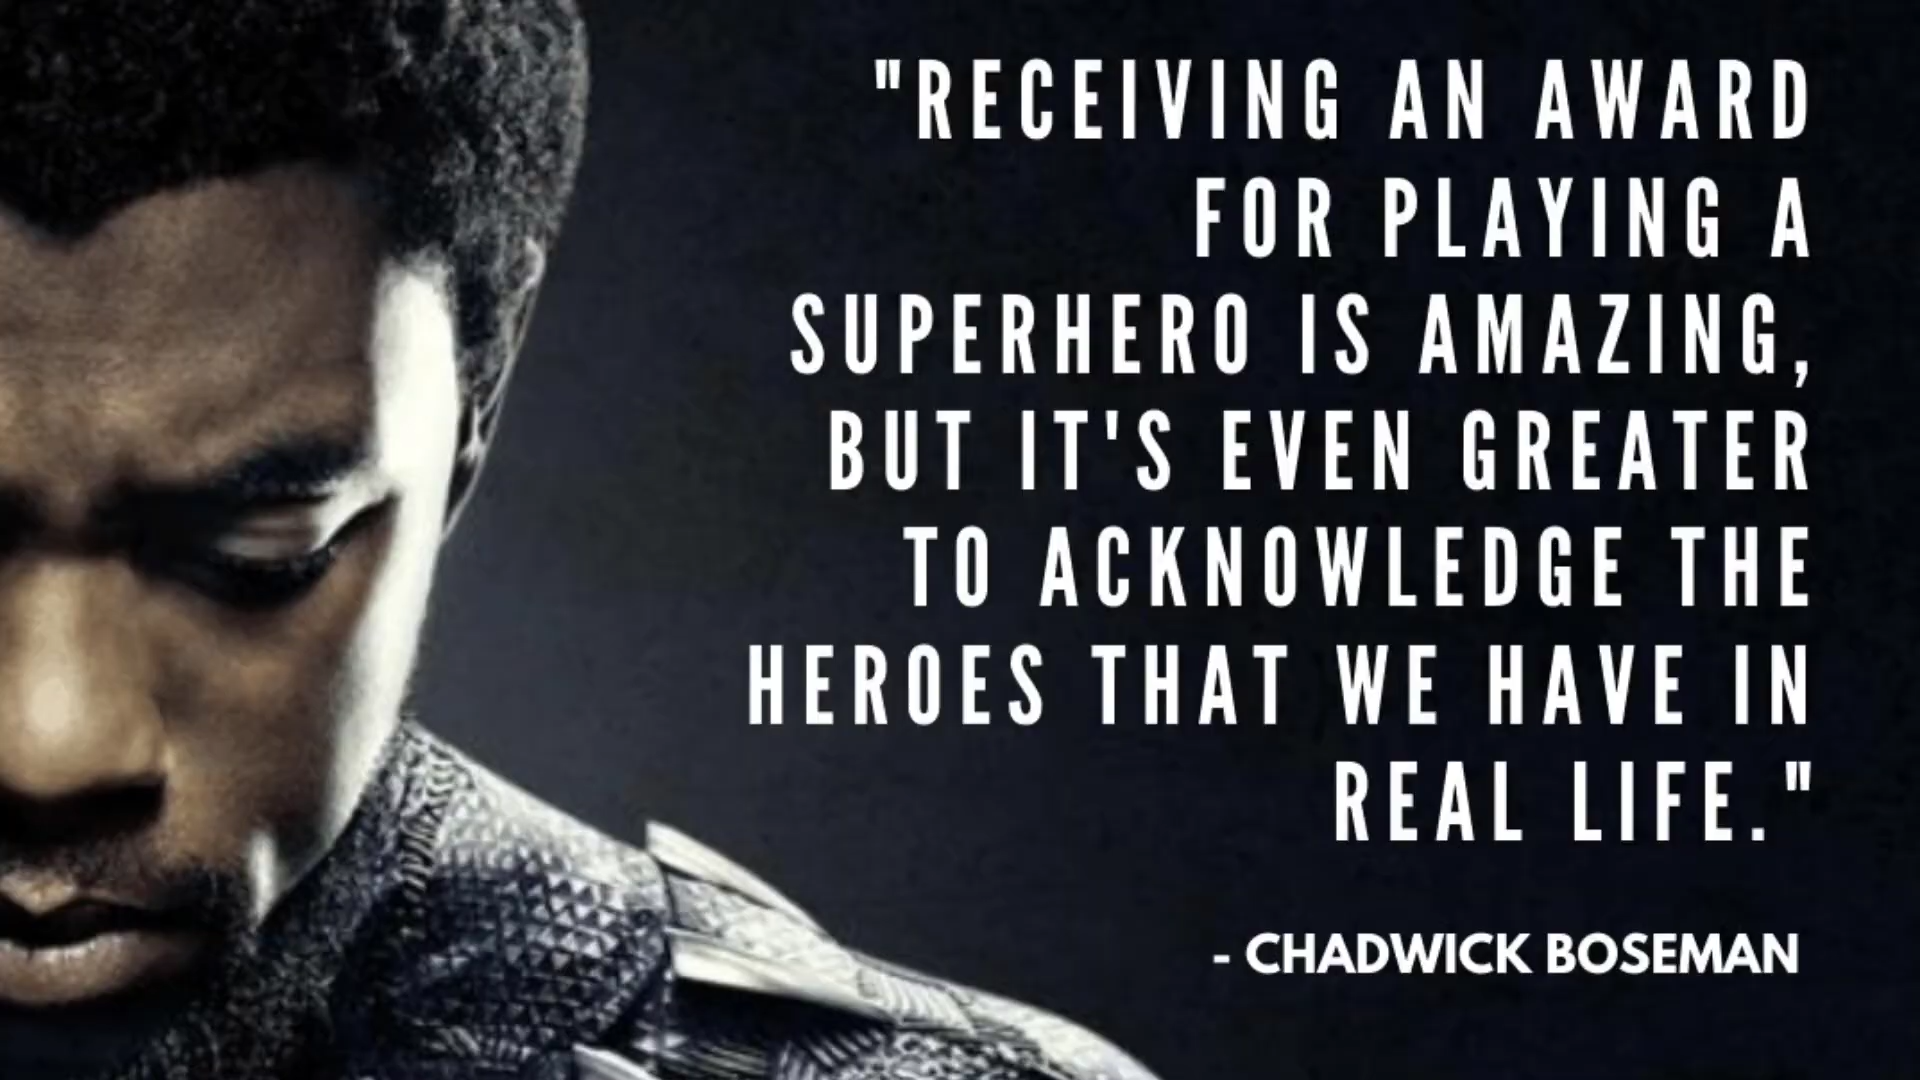 "RECEIVING AN AWARD
FOR PLAYING A
SUPERHERO IS AMAZING,
BUT IT'S EVEN GREATER
TO ACKNOWLEDGE THE
HEROES THAT WE HAVE IN
REAL LIFE."
- CHADWICK BOSEMAN